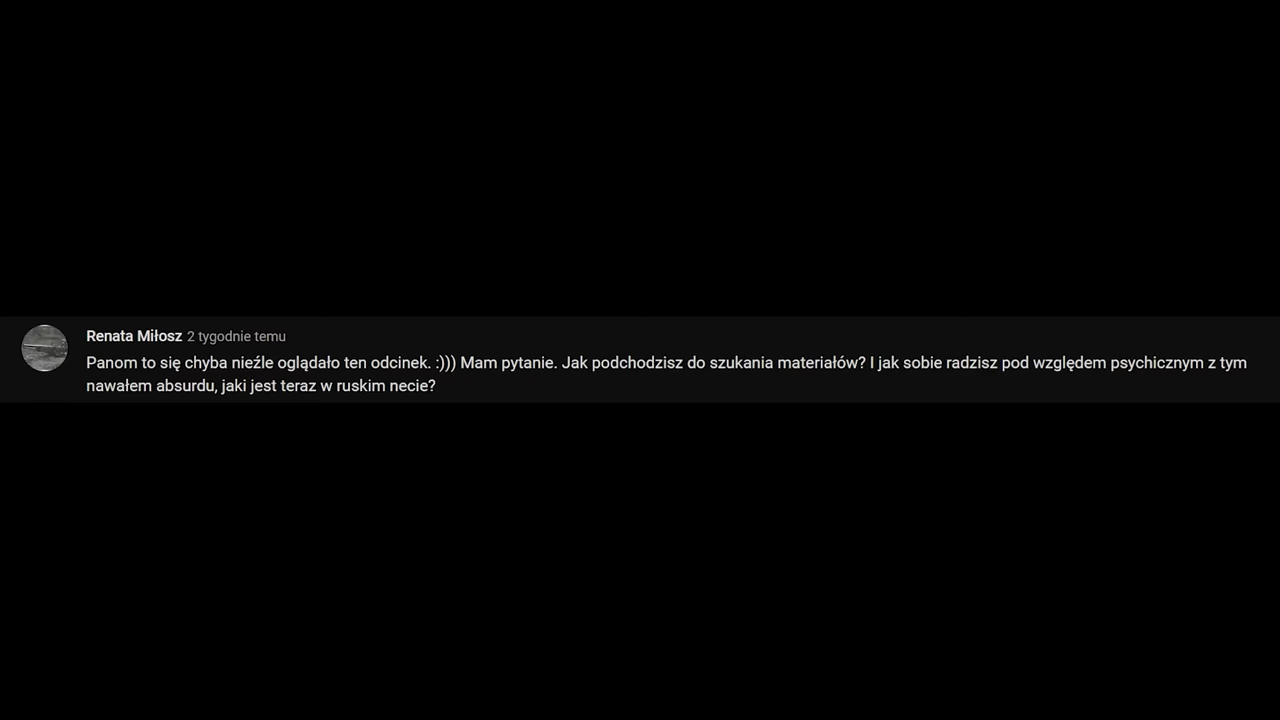 Renata Miłosz 2 tygodnie temu
Panom to się chyba nieźle oglądało ten odcinek. :))) Mam pytanie. Jak podchodzisz do szukania materiałów? I jak sobie radzisz pod względem psychicznym z tym
nawałem absurdu, jaki jest teraz w ruskim necie?